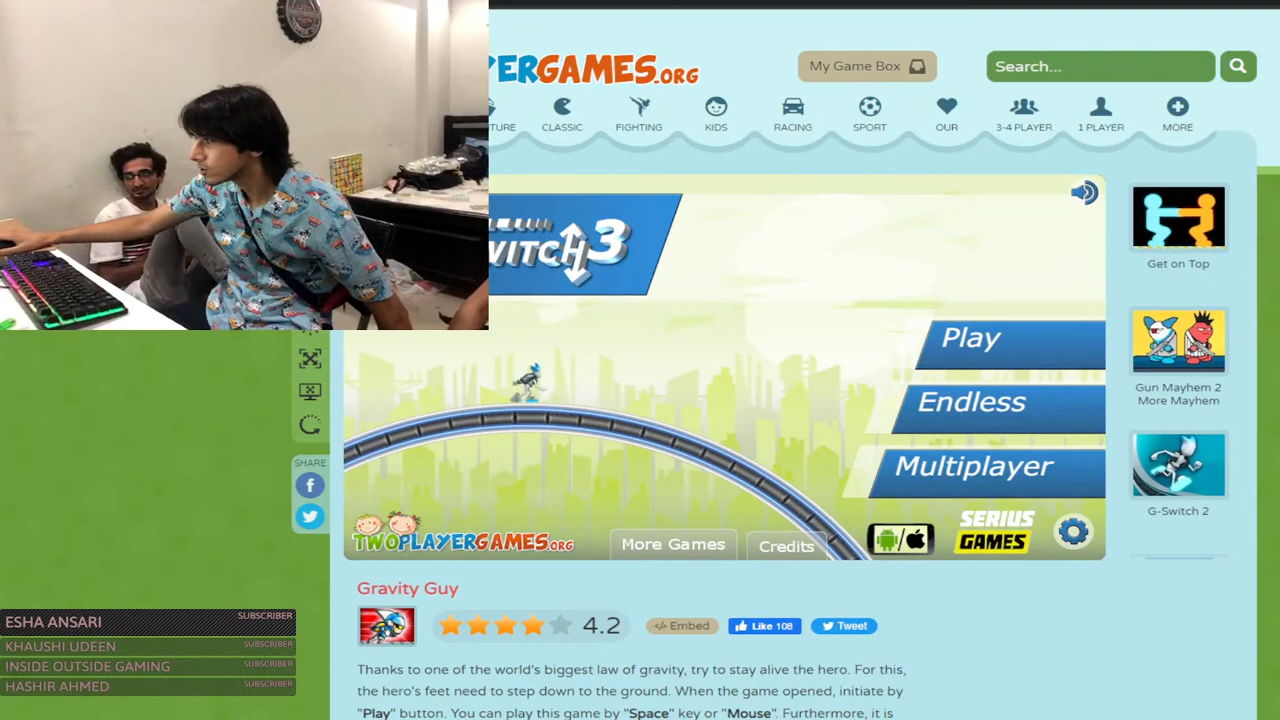 ERGAMES.ORG
My Game Box
Search...
TURE
CLASSIC
FIGHTING
KIDS
RACING
SPORT
OUR
3-4 PLAYER
1 PLAYER
MORE
WITCH 3
Play
Endless
Multiplayer
TWOPLAYERGAMES.ORG
More Games
Credits
SERIUS
GAMES
Get on Top
Gun Mayhem 2
More Mayhem
G-Switch 2
SHARE
Gravity Guy
4.2
</> Embed
Like 108
Tweet
Thanks to one of the world's biggest law of gravity, try to stay alive the hero. For this,
the hero's feet need to step down to the ground. When the game opened, initiate by
"Play" button. You can play this game by "Space" key or "Mouse". Furthermore, it is
ESHA ANSARI SUBSCRIBER
KHAUSHI UDEEN SUBSCRIBER
INSIDE OUTSIDE GAMING SUBSCRIBER
HASHIR AHMED SUBSCRIBER